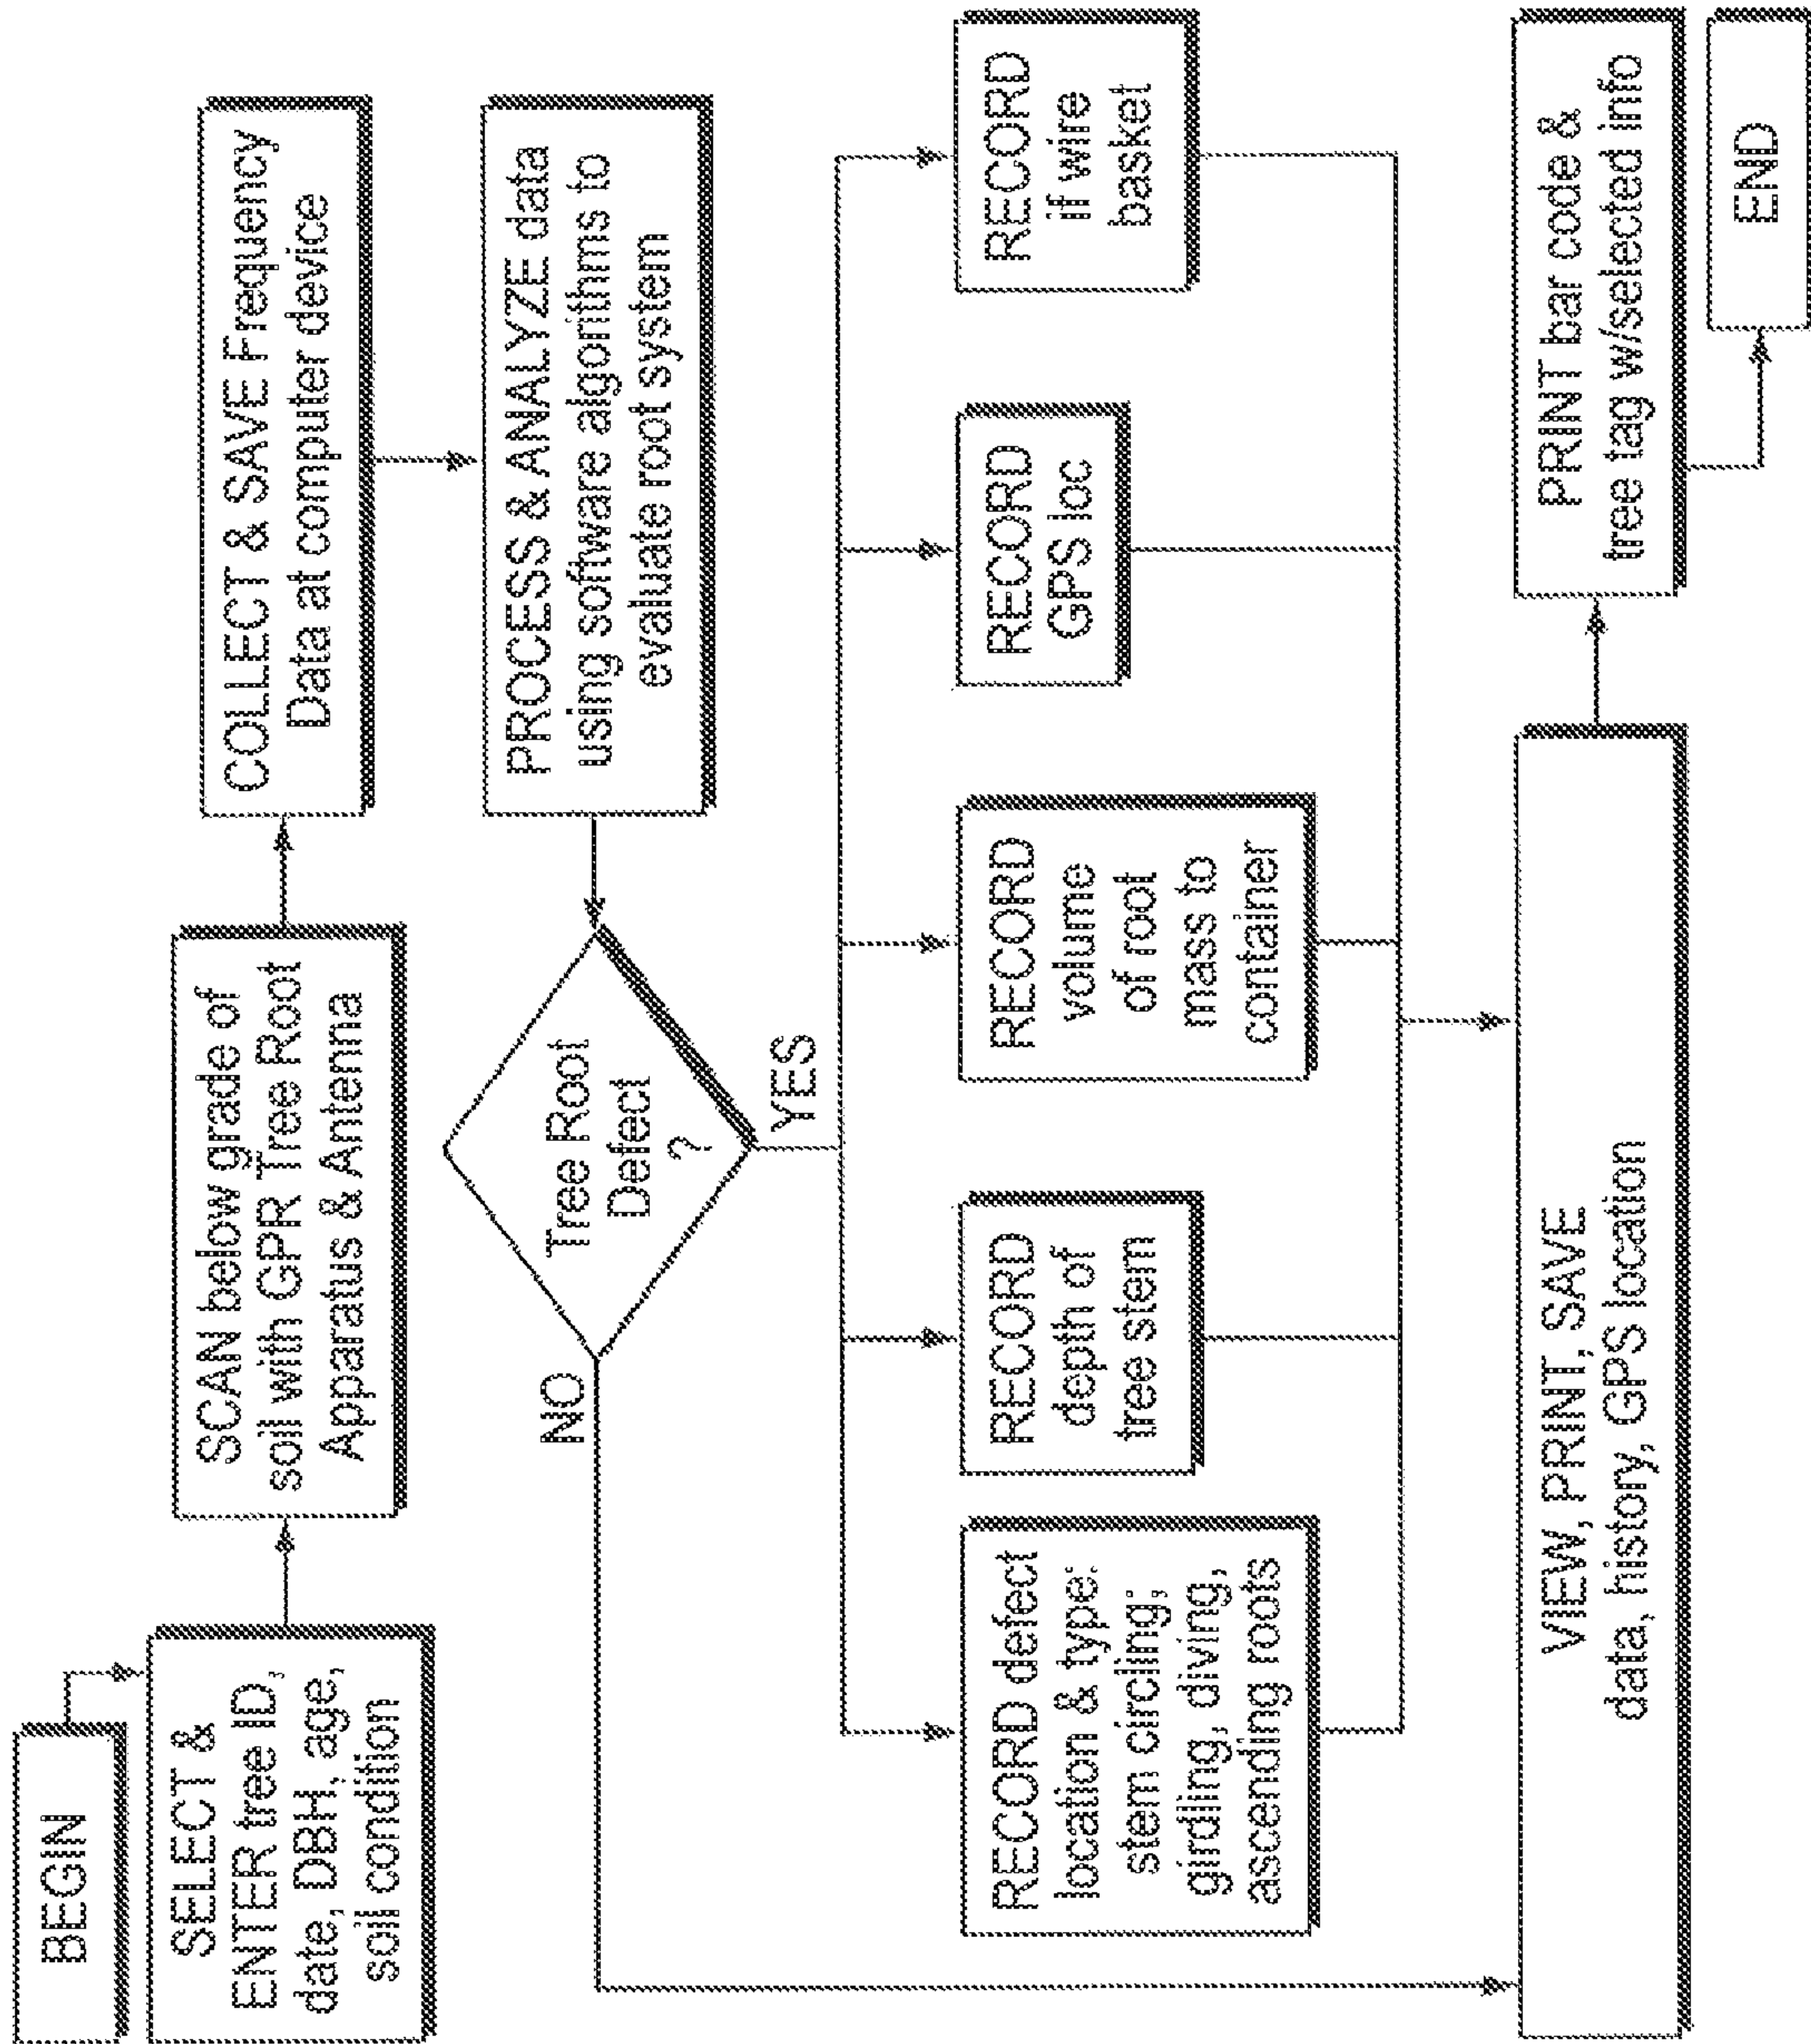 BEGIN
SELECT &
ENTER tree ID,
date, DBH, age,
soil condition
SCAN below grade of
soil with GPR Tree Root
Apparatus & Antenna
COLLECT & SAVE Frequency
Data at computer device
PROCESS & ANALYZE data
using software algorithms to
evaluate root system
Tree Root
Defect
?
NO
YES
RECORD defect
location & type:
stem circling,
girdling, diving,
ascending roots
RECORD
depth of
tree stem
RECORD
volume
of root
mass to
container
RECORD
GPS loc
RECORD
if wire
basket
VIEW, PRINT, SAVE
data, history, GPS location
PRINT bar code &
tree tag w/selected info
END